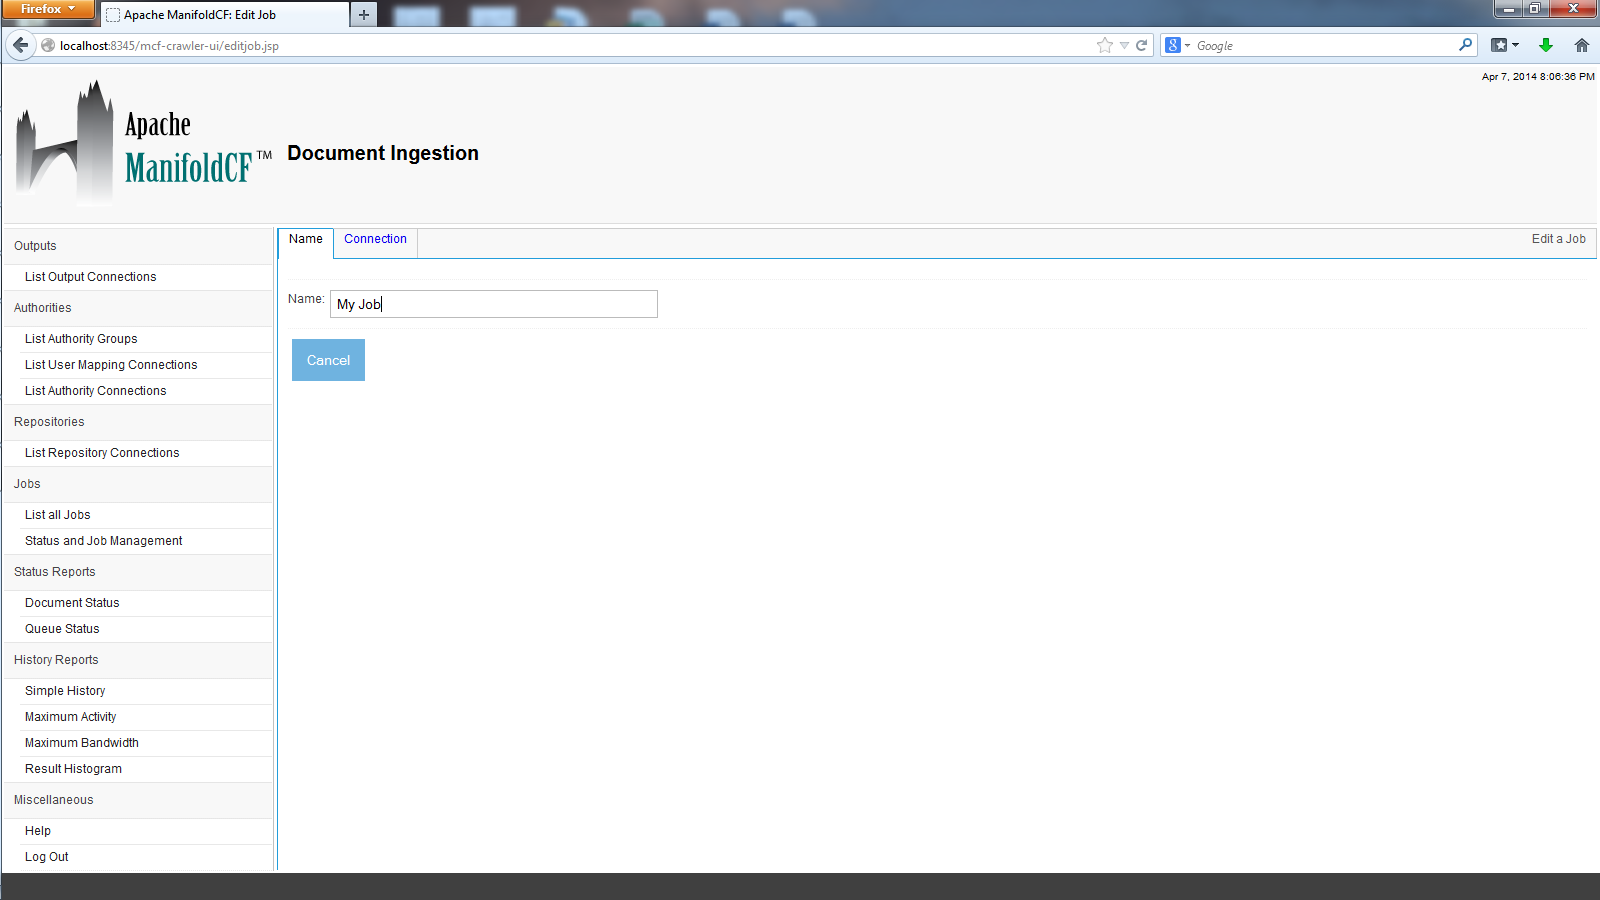 Firefox
Apache ManifoldCF: Edit Job
localhost:8345/mcf-crawler-ui/editjob.jsp
8
Google
Apr 7, 2014 8:06:36 PM
Apache
ManifoldCF™
Document Ingestion
Outputs
List Output Connections
Authorities
List Authority Groups
List User Mapping Connections
List Authority Connections
Repositories
List Repository Connections
Jobs
List all Jobs
Status and Job Management
Status Reports
Document Status
Queue Status
History Reports
Simple History
Maximum Activity
Maximum Bandwidth
Result Histogram
Miscellaneous
Help
Log Out
Name
Connection
Edit a Job
Name: My Job
Cancel